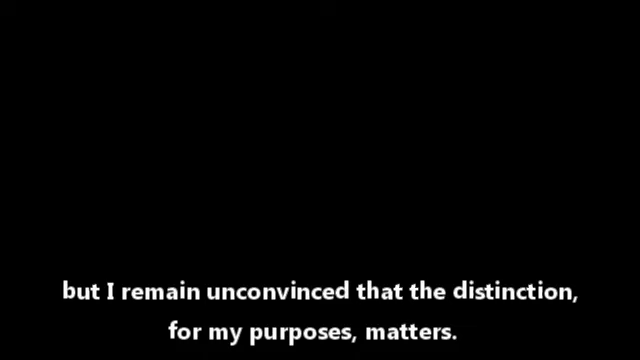 but I remain unconvinced that the distinction,
for my purposes, matters.